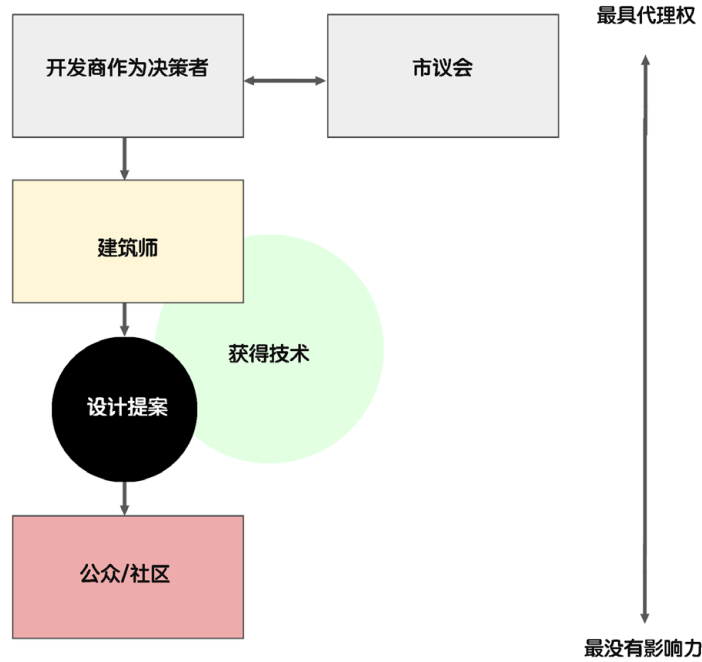 最具代理权
开发商作为决策者
市议会
建筑师
获得技术
设计提案
公众/社区
最没有影响力